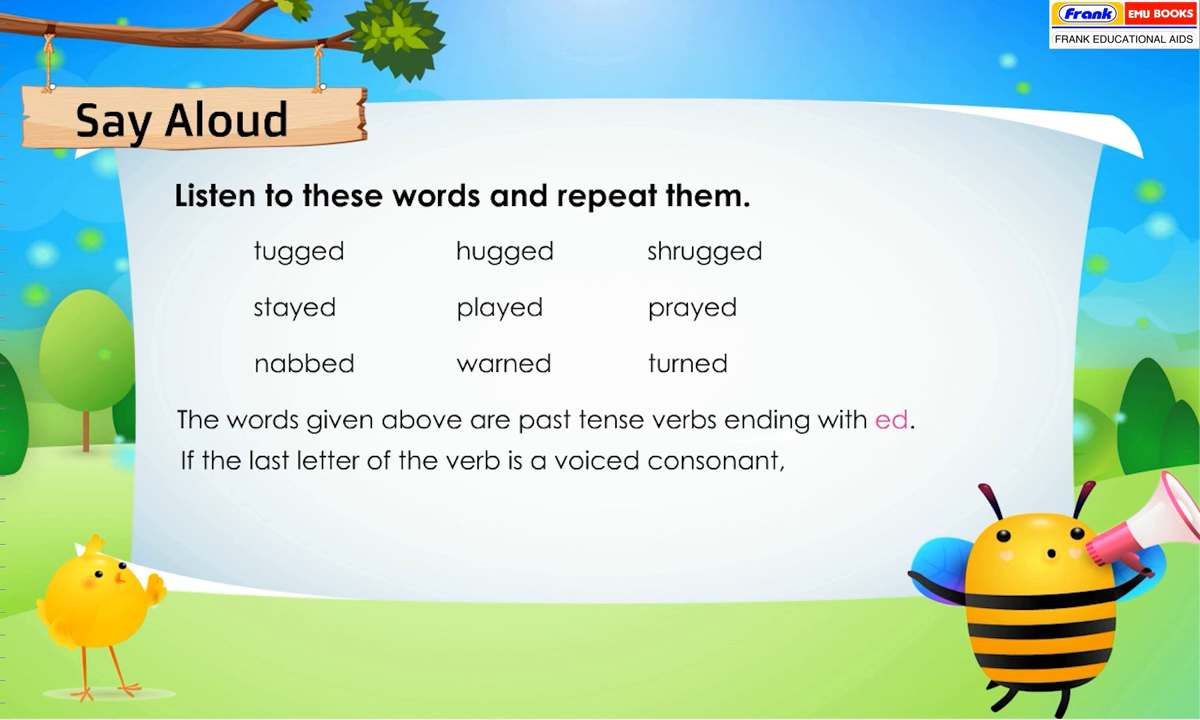 Frank EMU BOOKS
FRANK EDUCATIONAL AIDS
Say Aloud
Listen to these words and repeat them.
tugged hugged shrugged
stayed played prayed
nabbed warned turned
The words given above are past tense verbs ending with ed.
If the last letter of the verb is a voiced consonant,